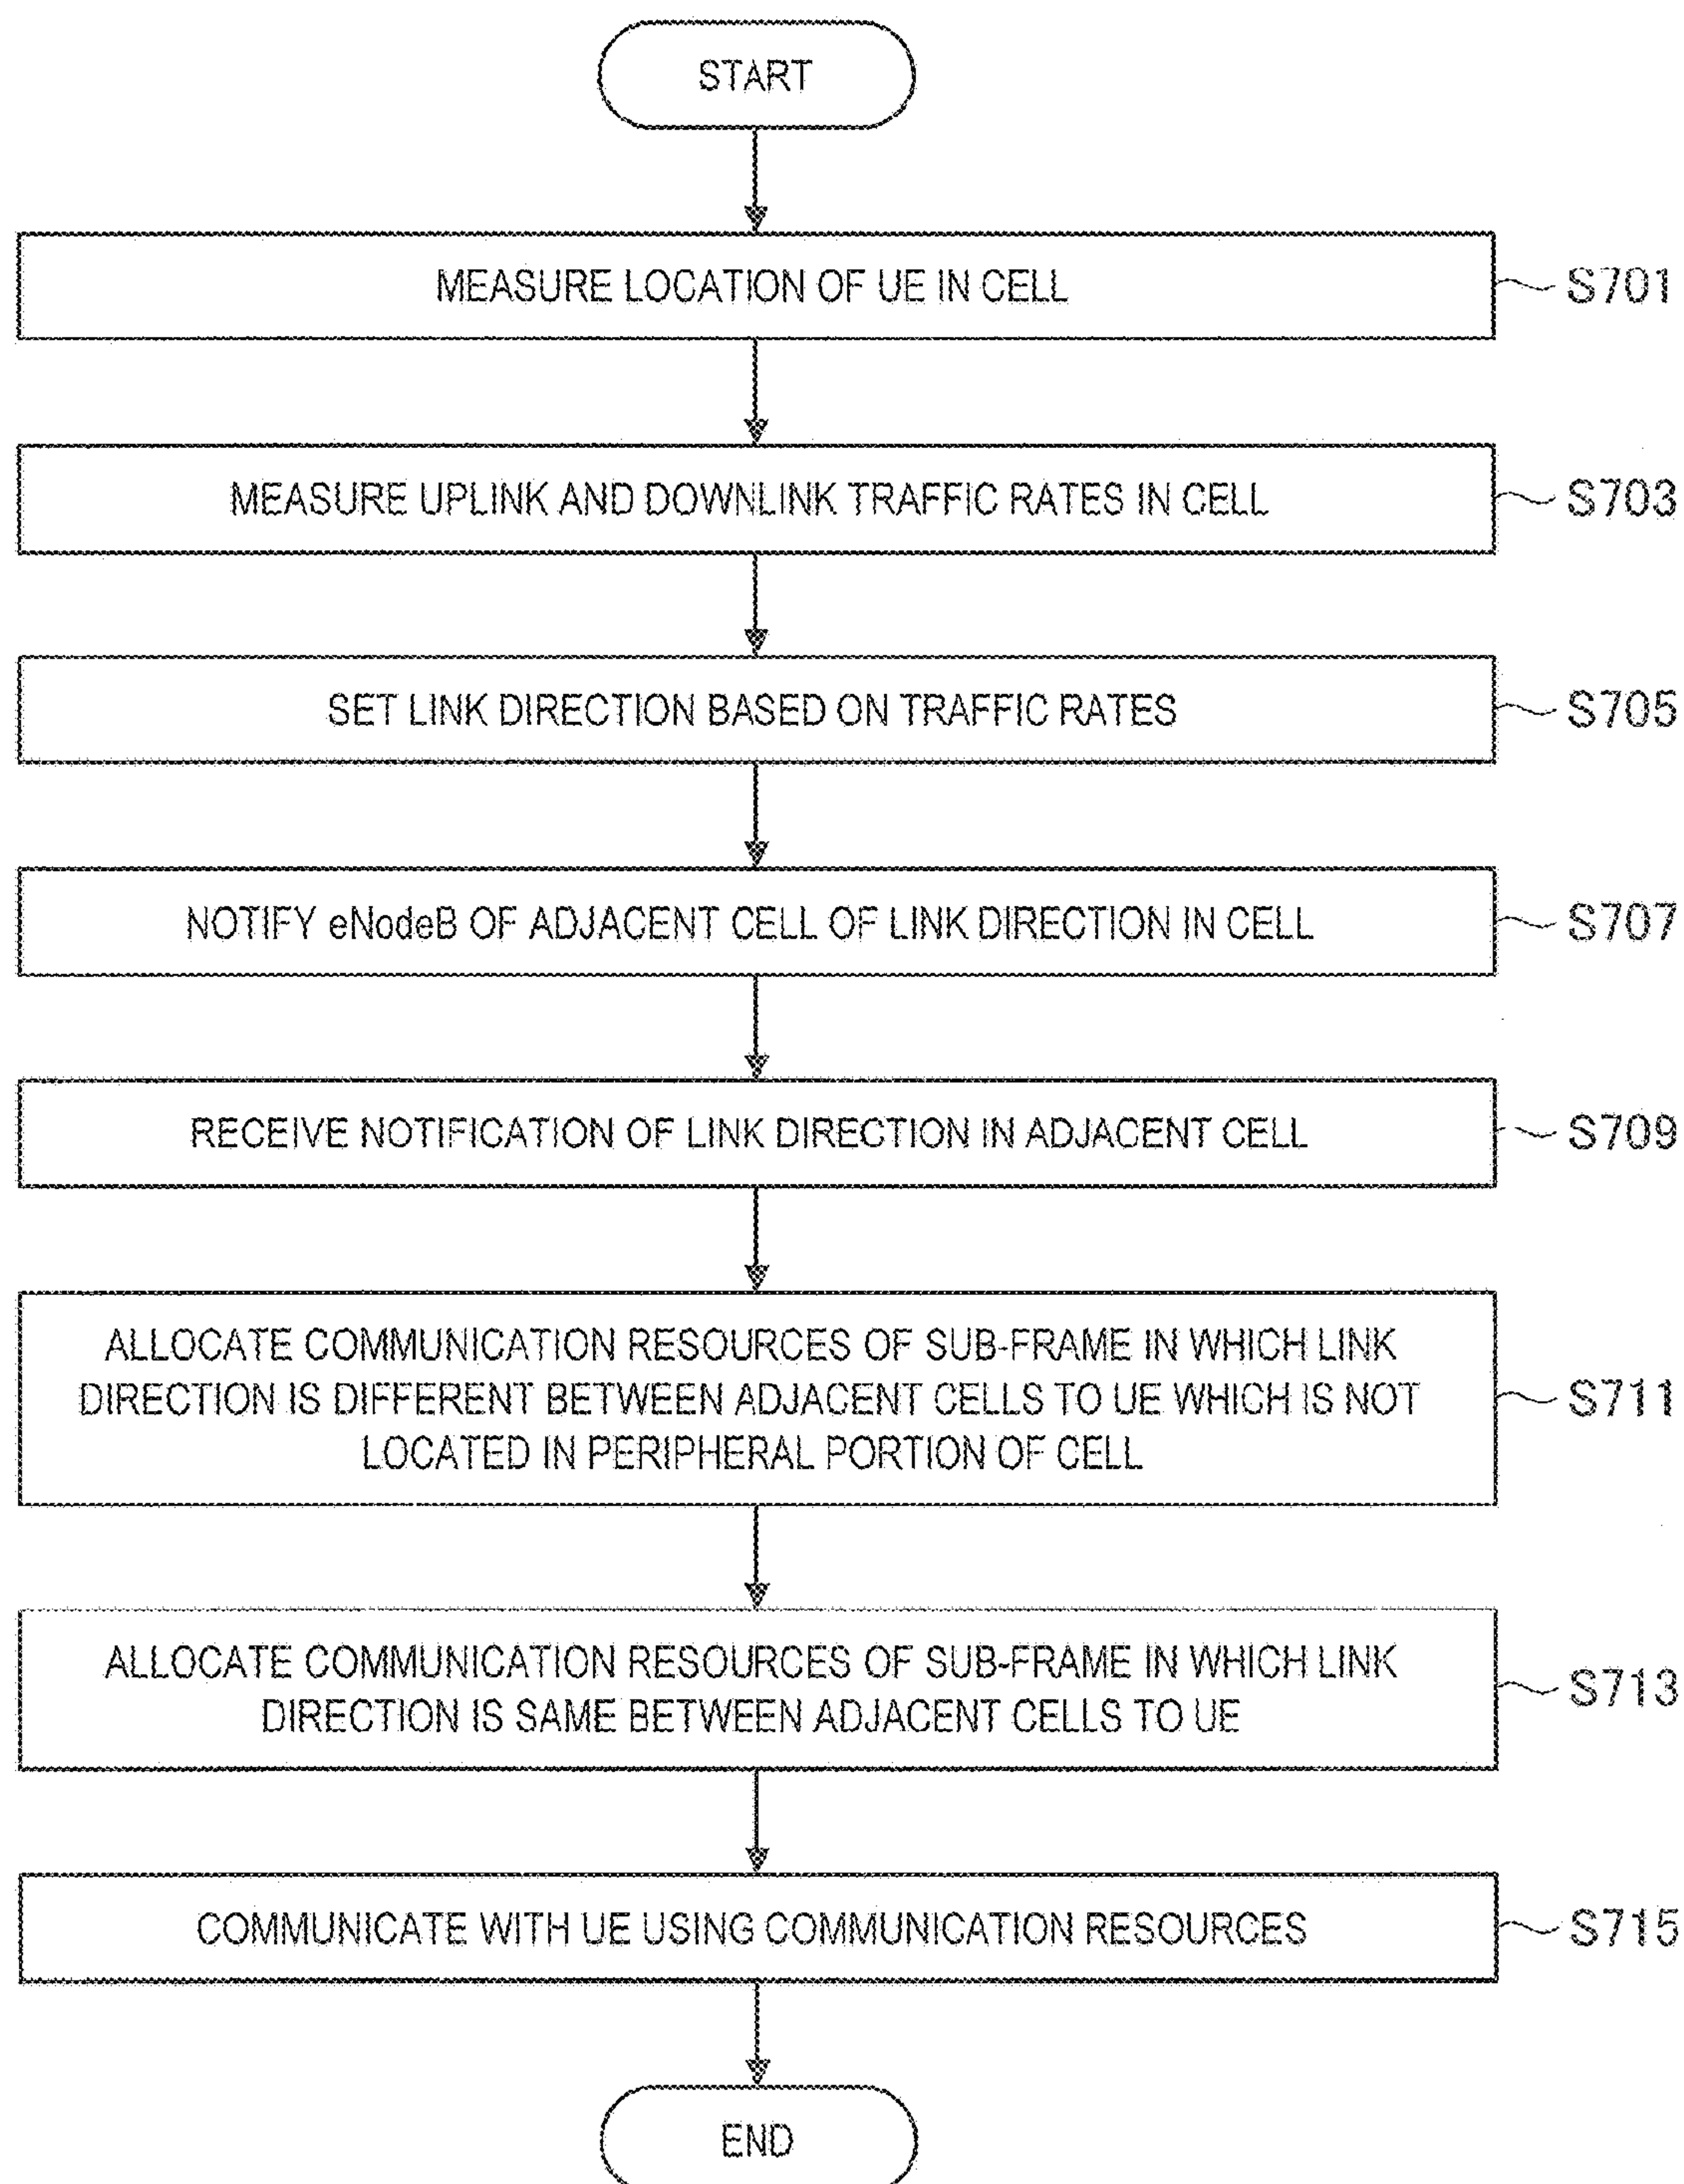 START
MEASURE LOCATION OF UE IN CELL
S701
MEASURE UPLINK AND DOWNLINK TRAFFIC RATES IN CELL
S703
SET LINK DIRECTION BASED ON TRAFFIC RATES
S705
NOTIFY eNodeB OF ADJACENT CELL OF LINK DIRECTION IN CELL
S707
RECEIVE NOTIFICATION OF LINK DIRECTION IN ADJACENT CELL
S709
ALLOCATE COMMUNICATION RESOURCES OF SUB-FRAME IN WHICH LINK
DIRECTION IS DIFFERENT BETWEEN ADJACENT CELLS TO UE WHICH IS NOT
LOCATED IN PERIPHERAL PORTION OF CELL
S711
ALLOCATE COMMUNICATION RESOURCES OF SUB-FRAME IN WHICH LINK
DIRECTION IS SAME BETWEEN ADJACENT CELLS TO UE
S713
COMMUNICATE WITH UE USING COMMUNICATION RESOURCES
S715
END